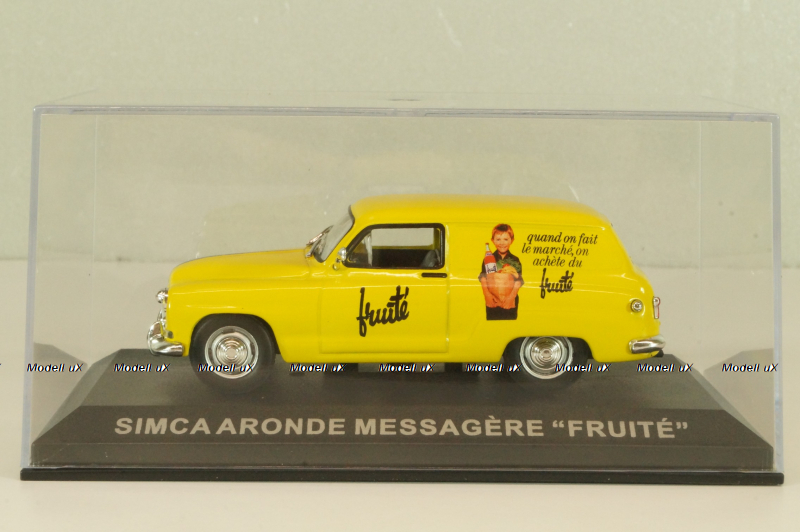 quand on fait
le marché, on
achète du
fruité
fruité
Modell uX Modell uX Modell uX Modell uX Modell uX Modell uX Modell uX Modell uX Modell uX
SIMCA ARONDE MESSAGÈRE “FRUITÉ”